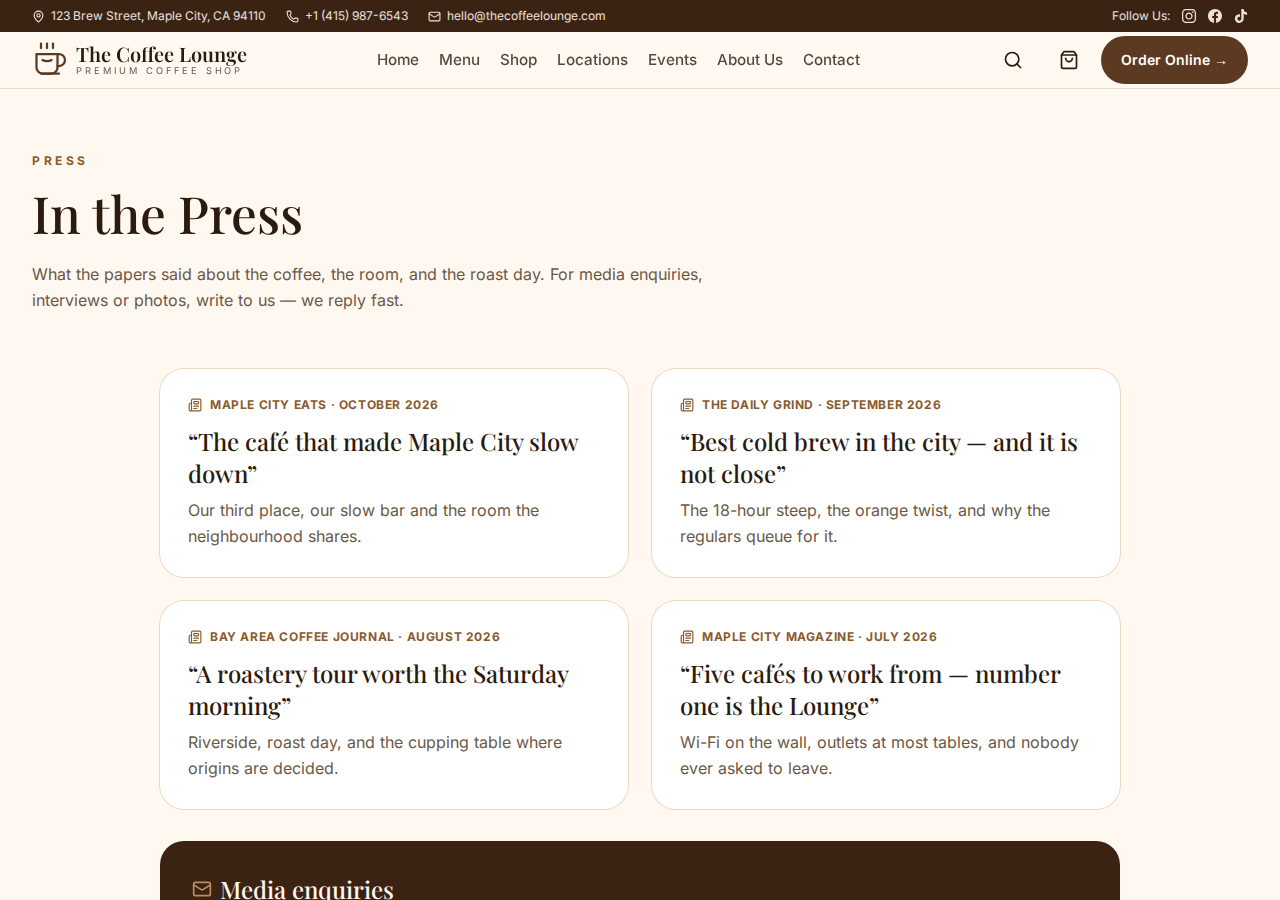 123 Brew Street, Maple City, CA 94110
+1 (415) 987-6543
hello@thecoffeelounge.com
Follow Us:
The Coffee Lounge
PREMIUM COFFEE SHOP
Home
Menu
Shop
Locations
Events
About Us
Contact
Order Online →
PRESS
In the Press
What the papers said about the coffee, the room, and the roast day. For media enquiries,
interviews or photos, write to us — we reply fast.
MAPLE CITY EATS · OCTOBER 2026
“The café that made Maple City slow
down”
Our third place, our slow bar and the room the
neighbourhood shares.
THE DAILY GRIND · SEPTEMBER 2026
“Best cold brew in the city — and it is
not close”
The 18-hour steep, the orange twist, and why the
regulars queue for it.
BAY AREA COFFEE JOURNAL · AUGUST 2026
“A roastery tour worth the Saturday
morning”
Riverside, roast day, and the cupping table where
origins are decided.
MAPLE CITY MAGAZINE · JULY 2026
“Five cafés to work from — number
one is the Lounge”
Wi-Fi on the wall, outlets at most tables, and nobody
ever asked to leave.
Media enquiries